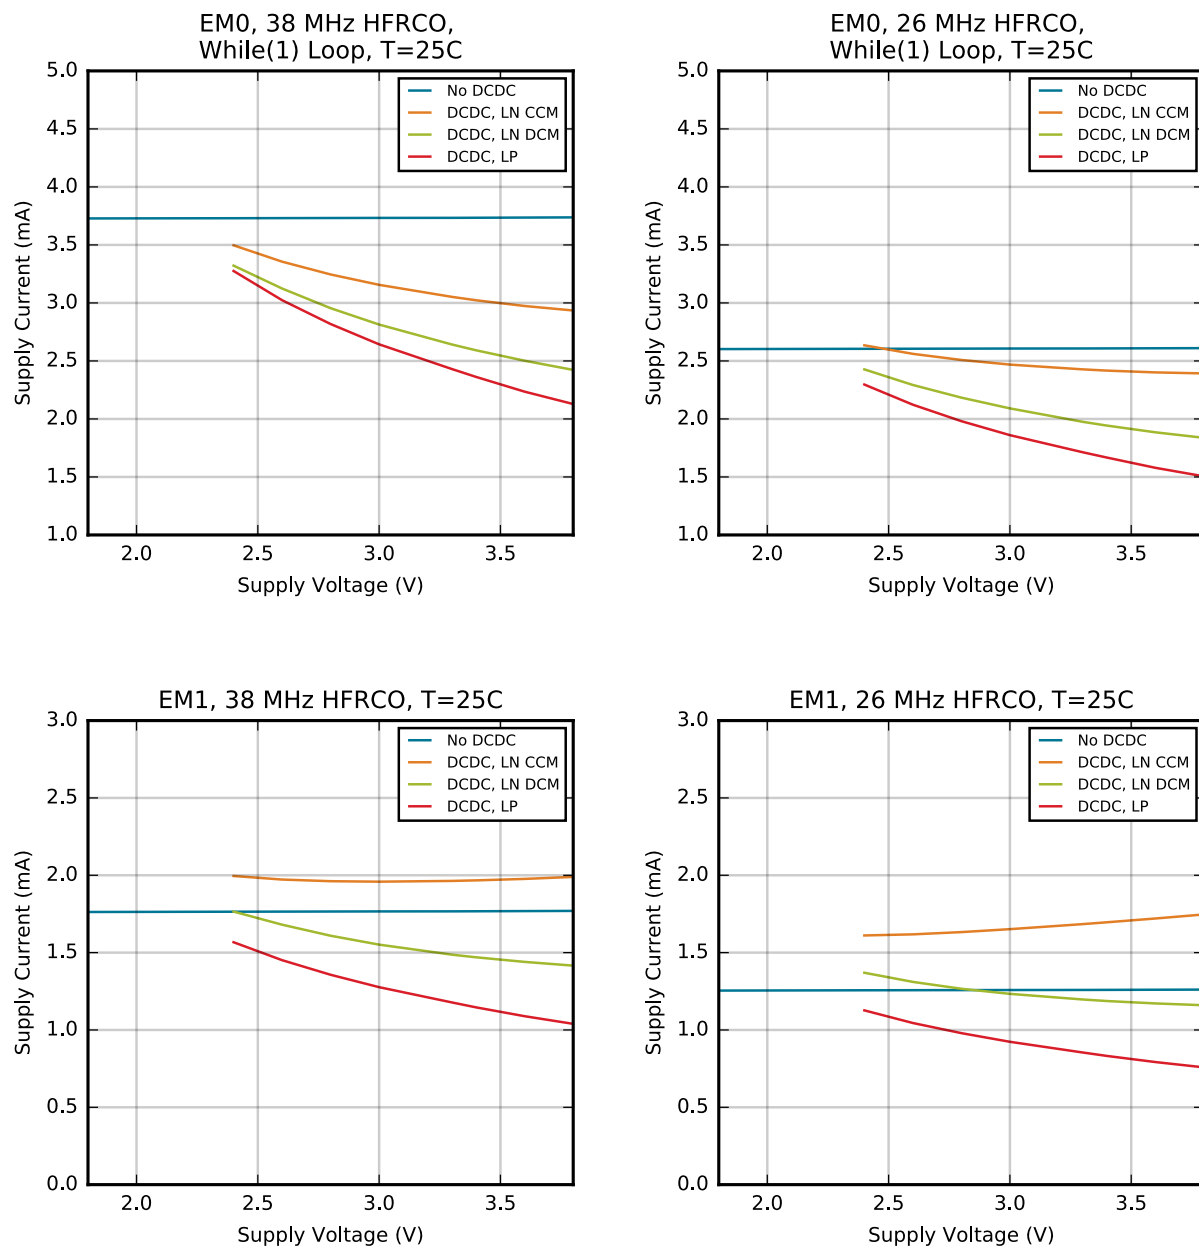 EM0, 38 MHz HFRCO,
While(1) Loop, T=25C
5.0
4.5
4.0
3.5
3.0
2.5
2.0
1.5
1.0
Supply Current (mA)
No DCDC
DCDC, LN CCM
DCDC, LN DCM
DCDC, LP
2.0 2.5 3.0 3.5
Supply Voltage (V)
EM0, 26 MHz HFRCO,
While(1) Loop, T=25C
5.0
4.5
4.0
3.5
3.0
2.5
2.0
1.5
1.0
Supply Current (mA)
No DCDC
DCDC, LN CCM
DCDC, LN DCM
DCDC, LP
2.0 2.5 3.0 3.5
Supply Voltage (V)
EM1, 38 MHz HFRCO, T=25C
3.0
2.5
2.0
1.5
1.0
0.5
0.0
Supply Current (mA)
No DCDC
DCDC, LN CCM
DCDC, LN DCM
DCDC, LP
2.0 2.5 3.0 3.5
Supply Voltage (V)
EM1, 26 MHz HFRCO, T=25C
3.0
2.5
2.0
1.5
1.0
0.5
0.0
Supply Current (mA)
No DCDC
DCDC, LN CCM
DCDC, LN DCM
DCDC, LP
2.0 2.5 3.0 3.5
Supply Voltage (V)